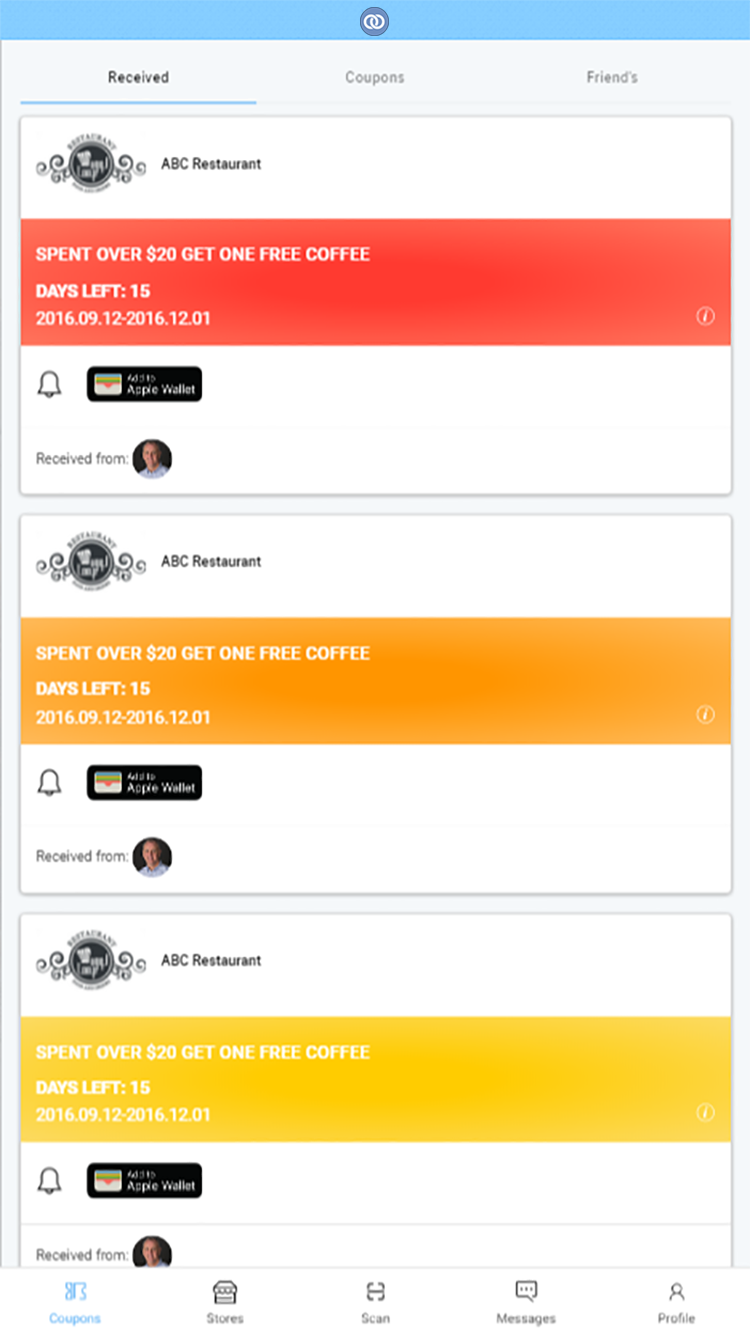 Received Coupons Friend's
RESTAURANT
ABC Restaurant
SPENT OVER $20 GET ONE FREE COFFEE
DAYS LEFT: 15
2016.09.12-2016.12.01
i
Add to
Apple Wallet
Received from:
RESTAURANT
ABC Restaurant
SPENT OVER $20 GET ONE FREE COFFEE
DAYS LEFT: 15
2016.09.12-2016.12.01
i
Add to
Apple Wallet
Received from:
RESTAURANT
ABC Restaurant
SPENT OVER $20 GET ONE FREE COFFEE
DAYS LEFT: 15
2016.09.12-2016.12.01
i
Add to
Apple Wallet
Received from:
Coupons Stores Scan Messages Profile